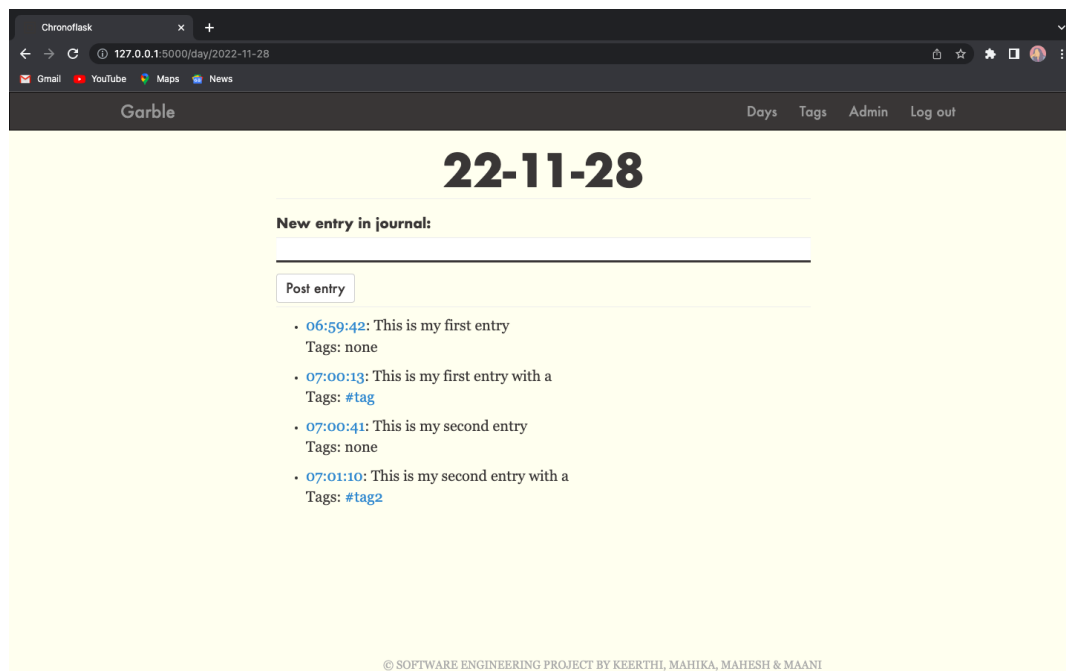 Chronoflask
127.0.0.1:5000/day/2022-11-28
Gmail YouTube Maps News
Garble Days Tags Admin Log out
22-11-28
New entry in journal:
Post entry
06:59:42: This is my first entry
Tags: none
07:00:13: This is my first entry with a
Tags: #tag
07:00:41: This is my second entry
Tags: none
07:01:10: This is my second entry with a
Tags: #tag2
© SOFTWARE ENGINEERING PROJECT BY KEERTHI, MAHIKA, MAHESH & MAANI